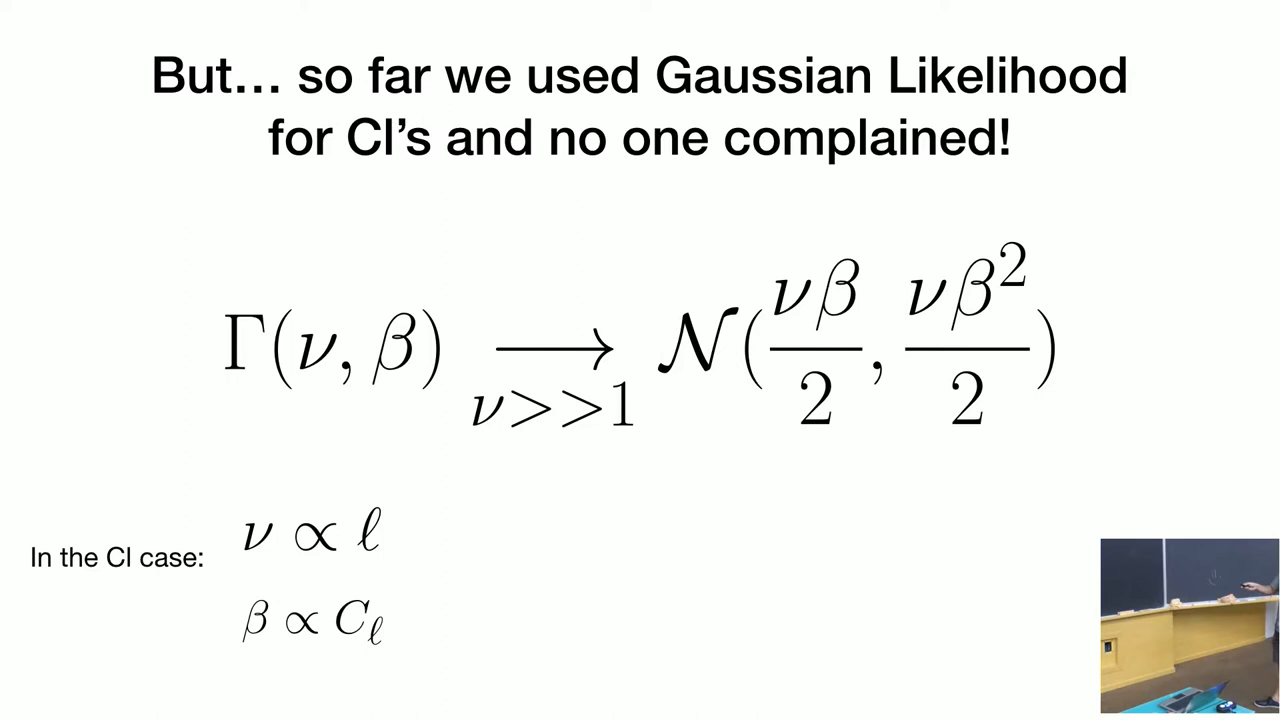 But… so far we used Gaussian Likelihood
for Cl’s and no one complained!
Γ(ν, β) ⟶ 𝒩(νβ/2, νβ²/2)
ν>>1
In the Cl case:
ν ∝ ℓ
β ∝ C_ℓ